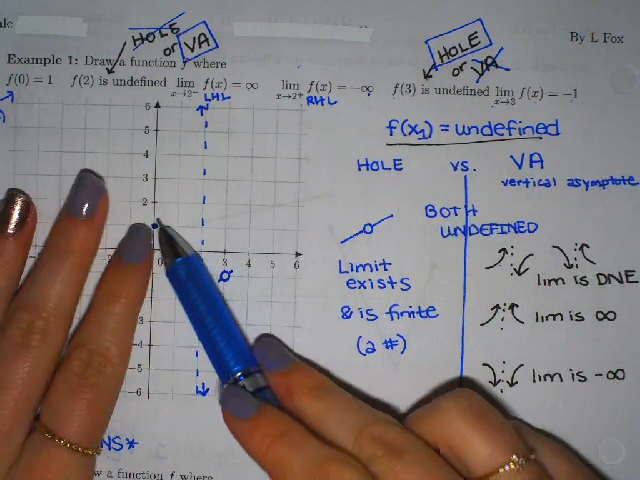 HOLE
or VA
HOLE
or VA
By L Fox
Example 1: Draw a function f where
f(0) = 1 f(2) is undefined lim x→2⁻ f(x) = ∞ lim x→2⁺ f(x) = −∞ f(3) is undefined lim x→3 f(x) = −1
LHL RHL
f(x₁) = undefined
HOLE VS. VA
vertical asymptote
BOTH
UNDEFINED
Limit
exists
& is finite
(a #)
lim is DNE
lim is ∞
lim is -∞
6
5
4
3
2
0 3 4 5 6
−4
−5
−6
NS*
w a function f where